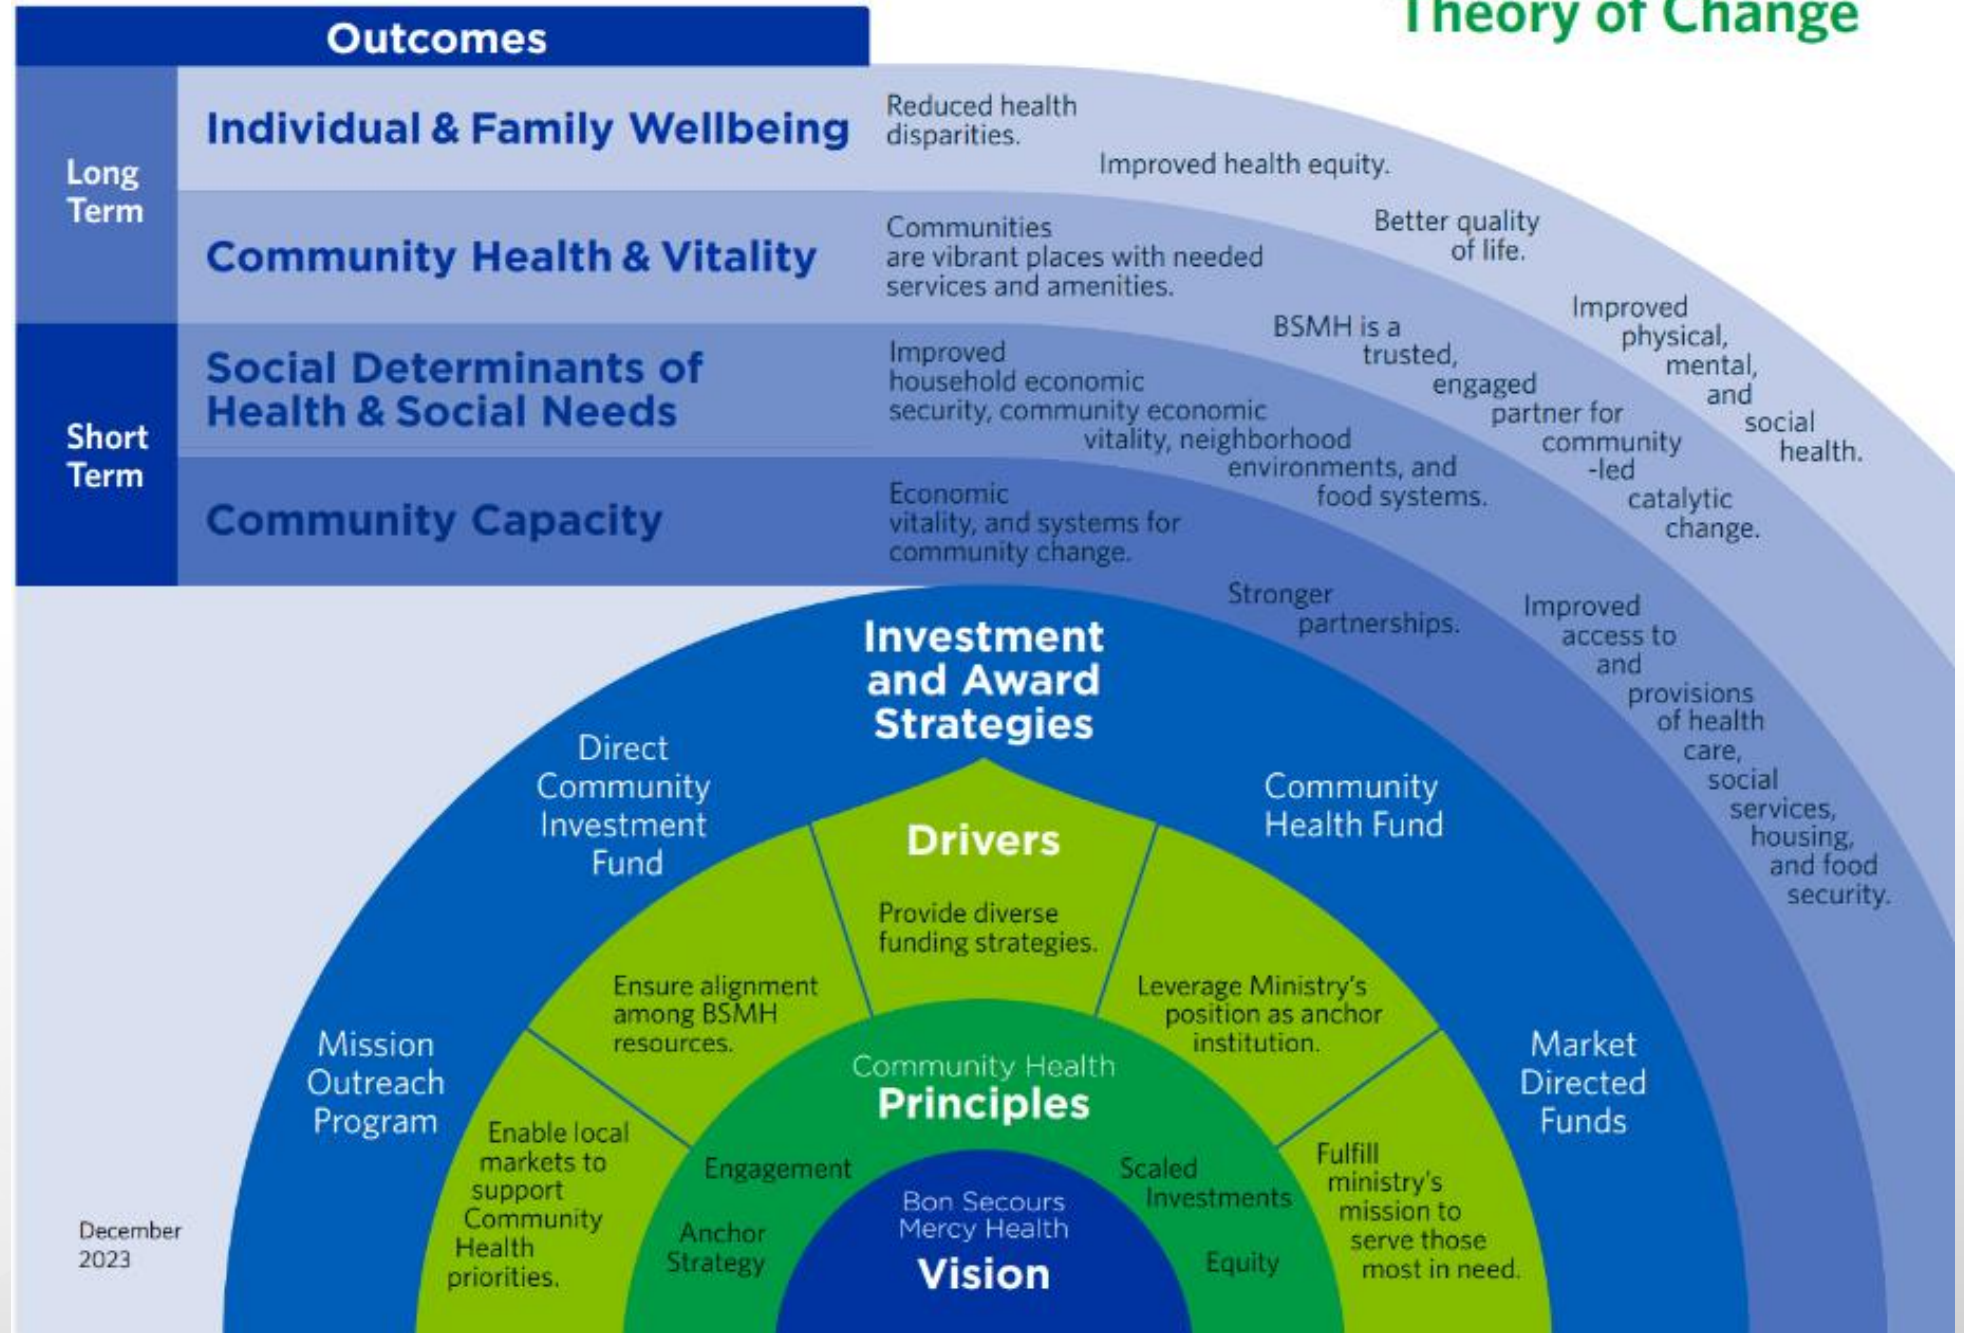 Theory of Change
Outcomes
Long
Term
Individual & Family Wellbeing
Reduced health
disparities.
Improved health equity.
Better quality
of life.
Improved
physical,
mental,
and
social
health.
Community Health & Vitality
Communities
are vibrant places with needed
services and amenities.
BSMH is a
trusted,
engaged
partner for
community
-led
catalytic
change.
Short
Term
Social Determinants of
Health & Social Needs
Improved
household economic
security, community economic
vitality, neighborhood
environments, and
food systems.
Improved
access to
and
provisions
of health
care,
social
services,
housing,
and food
security.
Community Capacity
Economic
vitality, and systems for
community change.
Stronger
partnerships.
Investment
and Award
Strategies
Mission
Outreach
Program
Direct
Community
Investment
Fund
Community
Health Fund
Market
Directed
Funds
Drivers
Enable local
markets to
support
Community
Health
priorities.
Ensure alignment
among BSMH
resources.
Provide diverse
funding strategies.
Leverage Ministry's
position as anchor
institution.
Fulfill
ministry's
mission to
serve those
most in need.
Community Health
Principles
Engagement
Anchor
Strategy
Scaled
Investments
Equity
Bon Secours
Mercy Health
Vision
December
2023